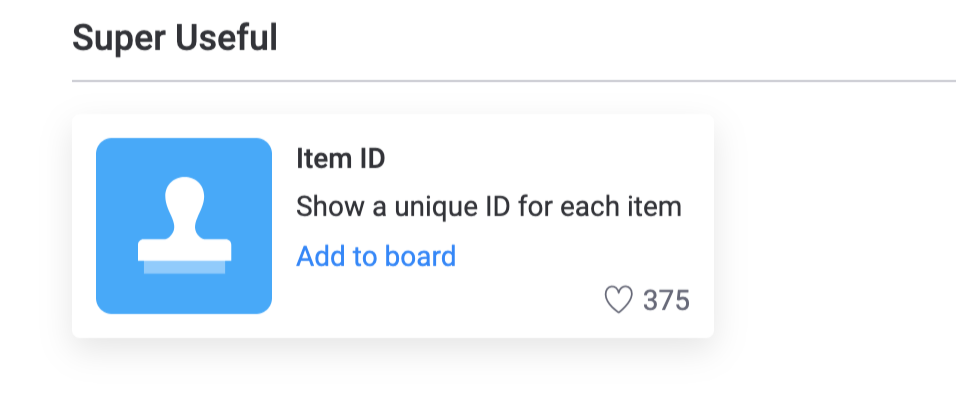 Super Useful
Item ID
Show a unique ID for each item
Add to board
375